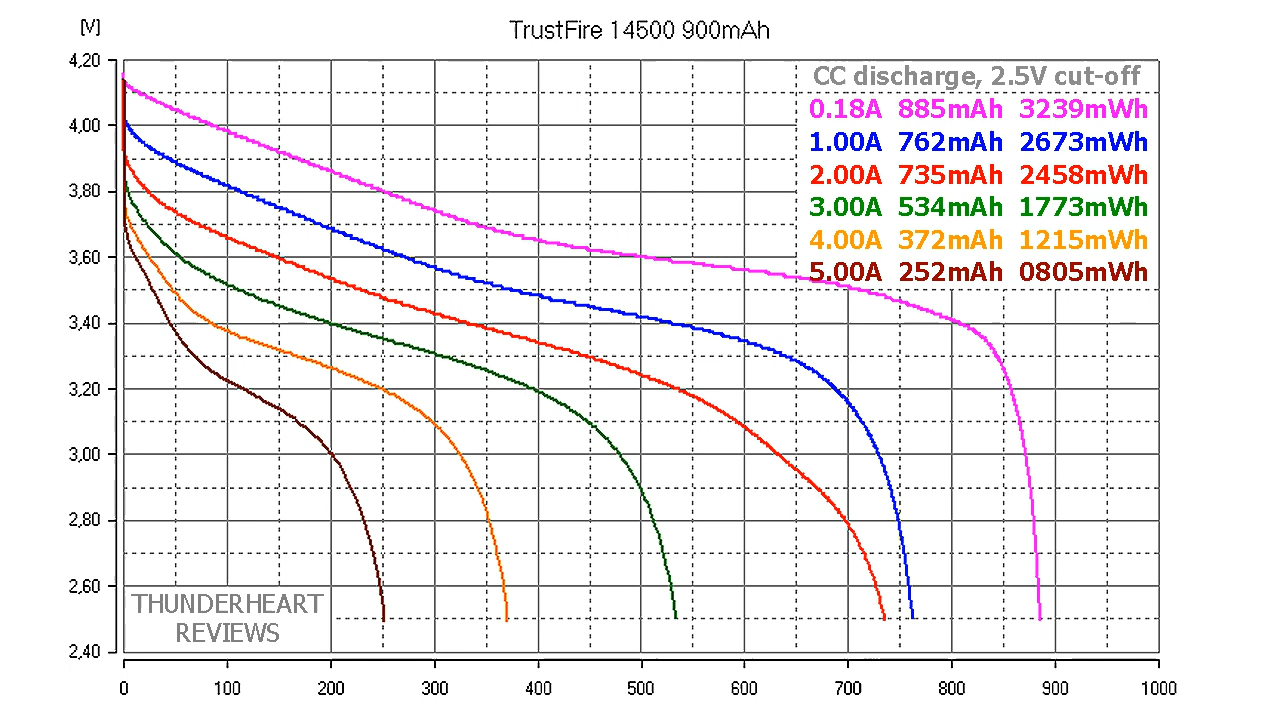 [V]
TrustFire 14500 900mAh
4,20
4,00
3,80
3,60
3,40
3,20
3,00
2,80
2,60
2,40
CC discharge, 2.5V cut-off
0.18A 885mAh 3239mWh
1.00A 762mAh 2673mWh
2.00A 735mAh 2458mWh
3.00A 534mAh 1773mWh
4.00A 372mAh 1215mWh
5.00A 252mAh 0805mWh
THUNDERHEART
REVIEWS
0 100 200 300 400 500 600 700 800 900 1000